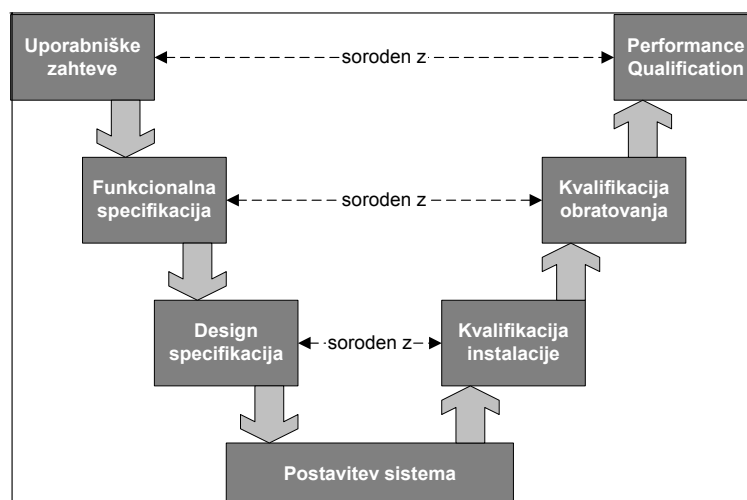 Uporabniške
zahteve
soroden z
Performance
Qualification
Funkcionalna
specifikacija
soroden z
Kvalifikacija
obratovanja
Design
specifikacija
soroden z
Kvalifikacija
instalacije
Postavitev sistema